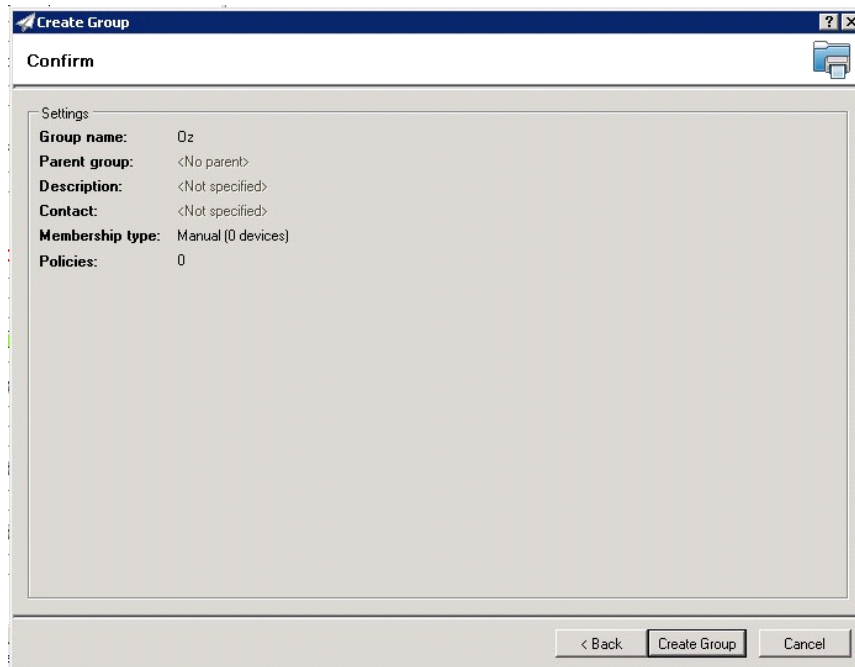 Create Group
Confirm
Settings
Group name: Oz
Parent group: <No parent>
Description: <Not specified>
Contact: <Not specified>
Membership type: Manual (0 devices)
Policies: 0
< Back Create Group Cancel